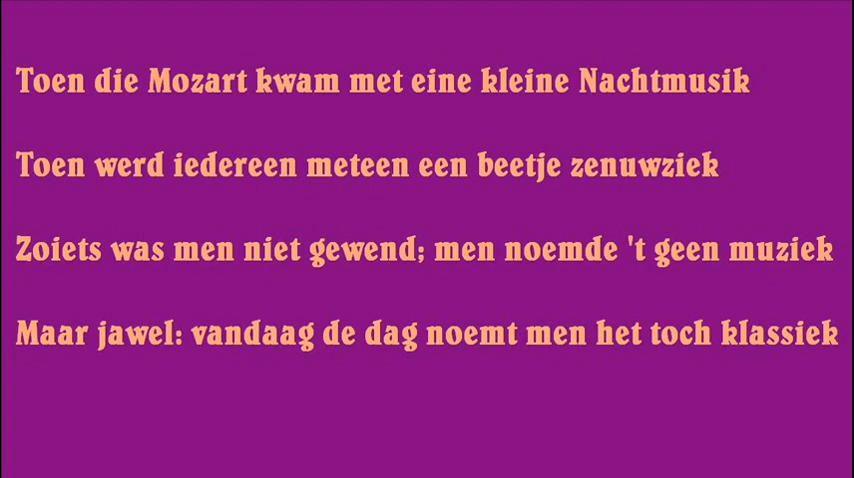 Toen die Mozart kwam met eine kleine Nachtmusik
Toen werd iedereen meteen een beetje zenuwziek
Zoiets was men niet gewend; men noemde 't geen muziek
Maar jawel: vandaag de dag noemt men het toch klassiek